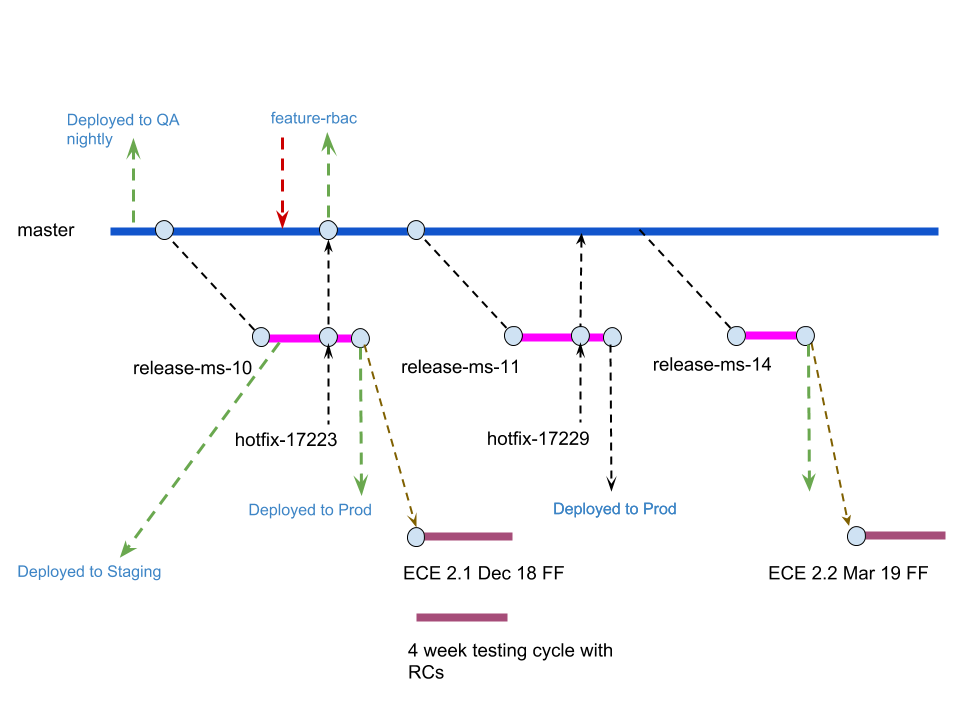 Deployed to QA
nightly
feature-rbac
master
release-ms-10
release-ms-11
release-ms-14
hotfix-17223
hotfix-17229
Deployed to Prod
Deployed to Prod
Deployed to Staging
ECE 2.1 Dec 18 FF
ECE 2.2 Mar 19 FF
4 week testing cycle with
RCs